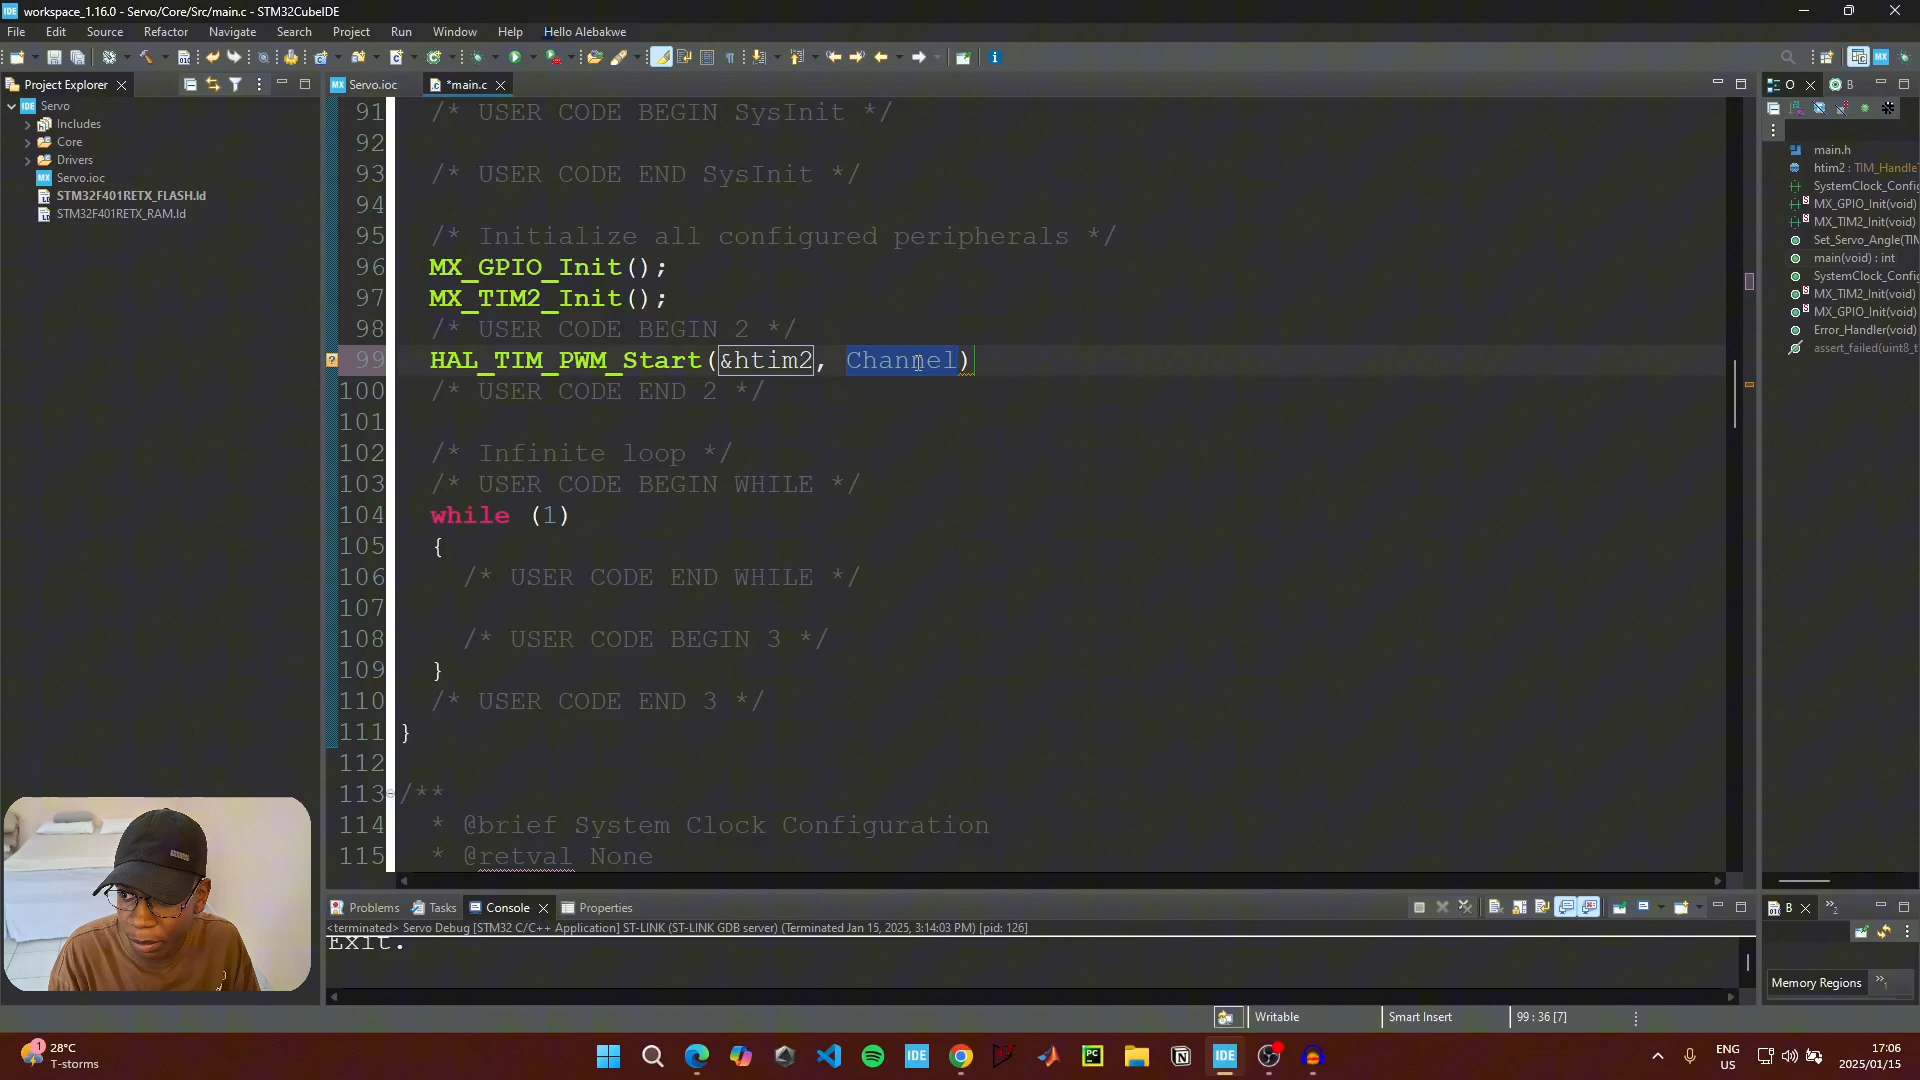 workspace_1.16.0 - Servo/Core/Src/main.c - STM32CubeIDE
File Edit Source Refactor Navigate Search Project Run Window Help Hello Alebakwe
Project Explorer
Servo
Includes
Core
Drivers
Servo.ioc
STM32F401RETX_FLASH.ld
STM32F401RETX_RAM.ld
Servo.ioc
*main.c
91 /* USER CODE BEGIN SysInit */
92
93 /* USER CODE END SysInit */
94
95 /* Initialize all configured peripherals */
96 MX_GPIO_Init();
97 MX_TIM2_Init();
98 /* USER CODE BEGIN 2 */
99 HAL_TIM_PWM_Start(&htim2, Channel)
100 /* USER CODE END 2 */
101
102 /* Infinite loop */
103 /* USER CODE BEGIN WHILE */
104 while (1)
105 {
106 /* USER CODE END WHILE */
107
108 /* USER CODE BEGIN 3 */
109 }
110 /* USER CODE END 3 */
111 }
112
113 /**
114 * @brief System Clock Configuration
115 * @retval None
O
B
main.h
htim2 : TIM_Handle
SystemClock_Config
MX_GPIO_Init(void)
MX_TIM2_Init(void)
Set_Servo_Angle(TIM
main(void) : int
SystemClock_Config
MX_TIM2_Init(void)
MX_GPIO_Init(void)
Error_Handler(void)
assert_failed(uint8_t
Problems Tasks Console Properties
<terminated> Servo Debug [STM32 C/C++ Application] ST-LINK (ST-LINK GDB server) (Terminated Jan 15, 2025, 3:14:03 PM) [pid: 126]
Exit.
B
Memory Regions
Writable
Smart Insert
99 : 36 [7]
1
28°C
T-storms
IDE
PC
IDE
ENG
US
17:06
2025/01/15